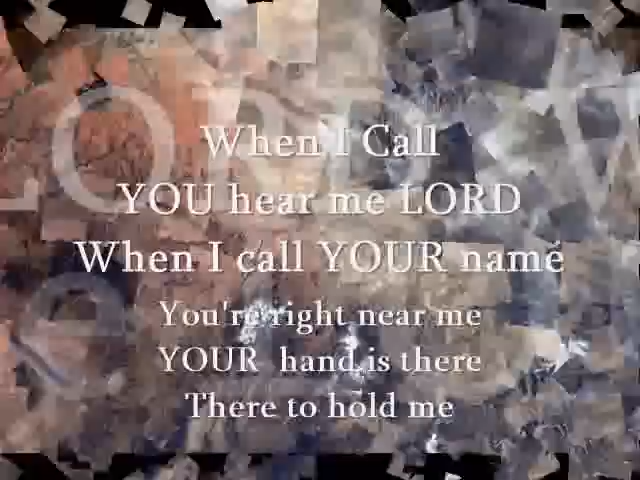 LORD W
When I Call
YOU hear me LORD
When I call YOUR name
e
You're right near me
YOUR hand is there
There to hold me